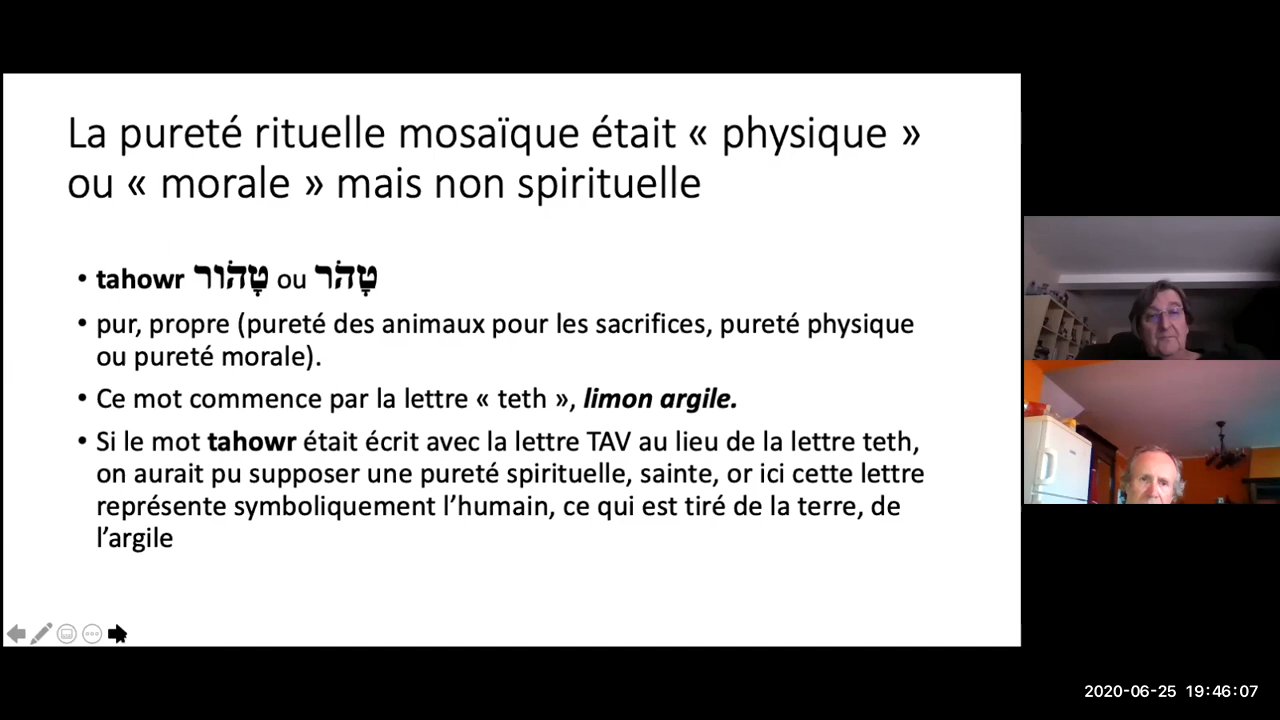 La pureté rituelle mosaïque était « physique »
ou « morale » mais non spirituelle
• tahowr טָהוֹר ou טָהֹר
• pur, propre (pureté des animaux pour les sacrifices, pureté physique
ou pureté morale).
• Ce mot commence par la lettre « teth », limon argile.
• Si le mot tahowr était écrit avec la lettre TAV au lieu de la lettre teth,
on aurait pu supposer une pureté spirituelle, sainte, or ici cette lettre
représente symboliquement l’humain, ce qui est tiré de la terre, de
l’argile
2020-06-25 19:46:07